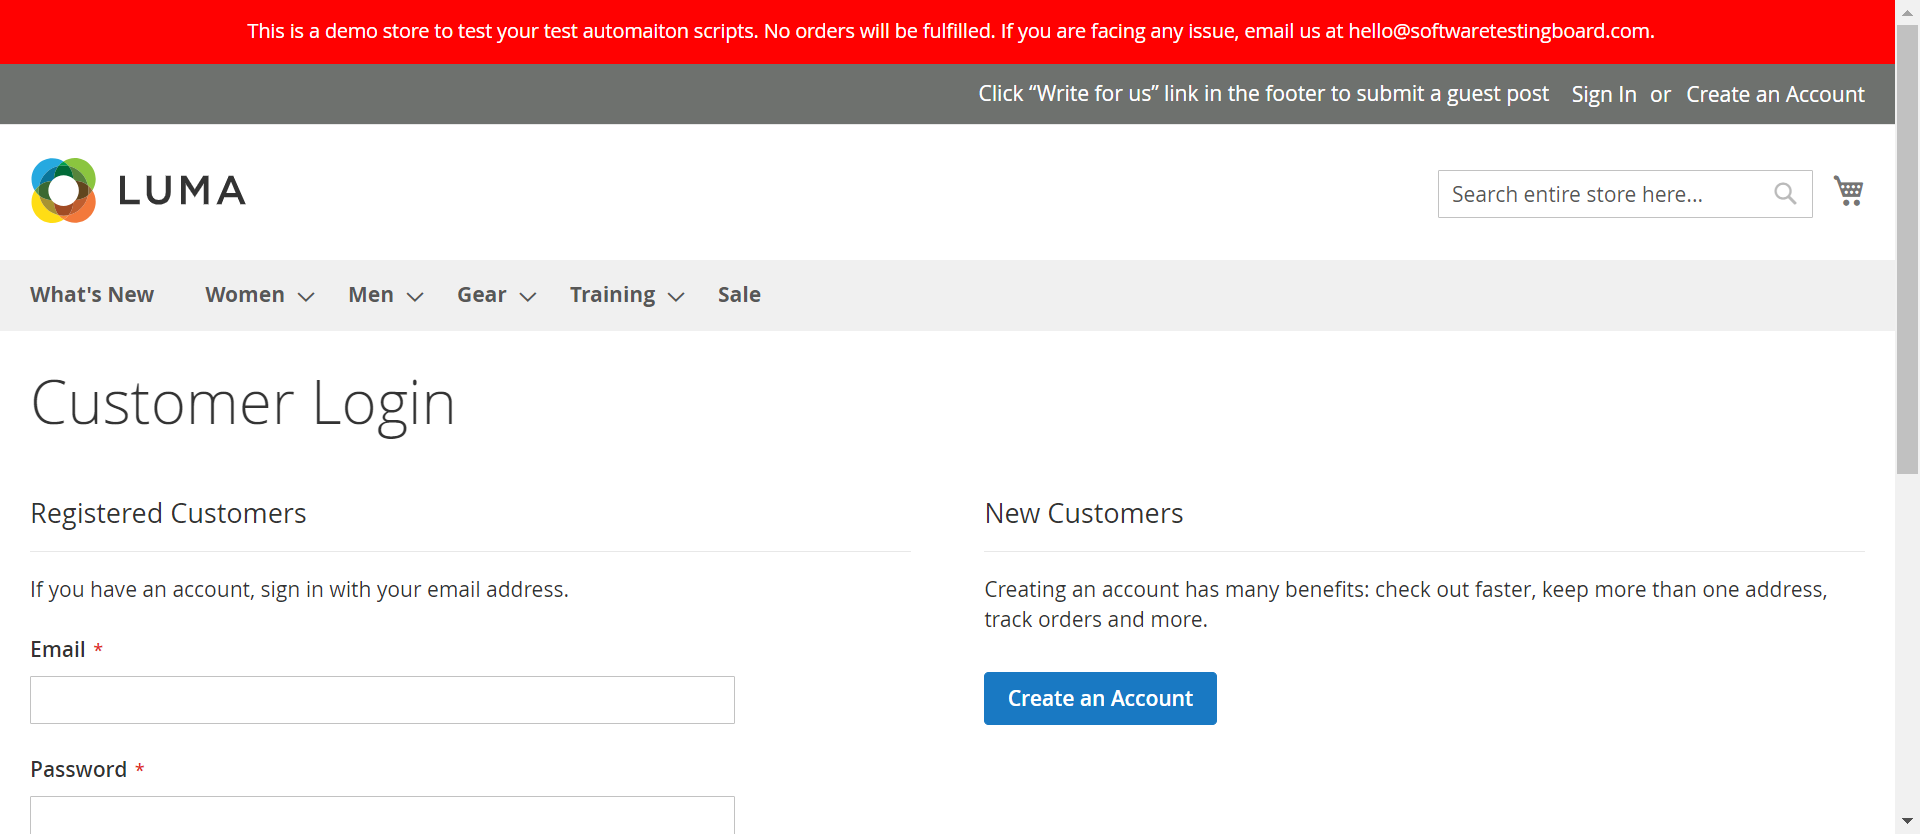 This is a demo store to test your test automaiton scripts. No orders will be fulfilled. If you are facing any issue, email us at hello@softwaretestingboard.com.
Click “Write for us” link in the footer to submit a guest post Sign In or Create an Account
LUMA
Search entire store here...
What's New Women Men Gear Training Sale
Customer Login
Registered Customers
If you have an account, sign in with your email address.
Email *
Password *
New Customers
Creating an account has many benefits: check out faster, keep more than one address,
track orders and more.
Create an Account